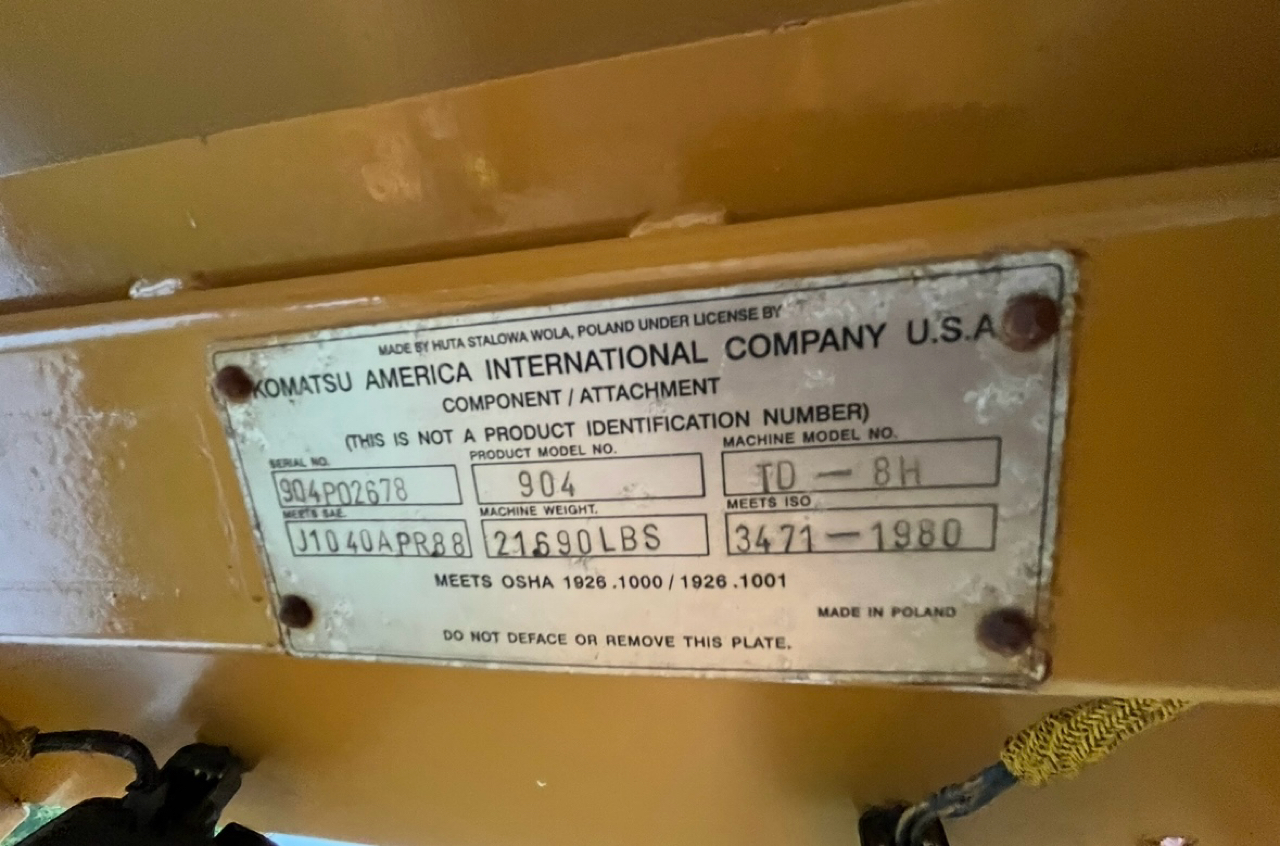 MADE BY HUTA STALOWA WOLA, POLAND UNDER LICENSE BY
KOMATSU AMERICA INTERNATIONAL COMPANY U.S.A
COMPONENT / ATTACHMENT
(THIS IS NOT A PRODUCT IDENTIFICATION NUMBER)
SERIAL NO. PRODUCT MODEL NO. MACHINE MODEL NO.
904P02678 904 TD — 8H
MEETS SAE. MACHINE WEIGHT. MEETS ISO
J1040APR88 21690LBS 3471—1980
MEETS OSHA 1926.1000 / 1926.1001
MADE IN POLAND
DO NOT DEFACE OR REMOVE THIS PLATE.